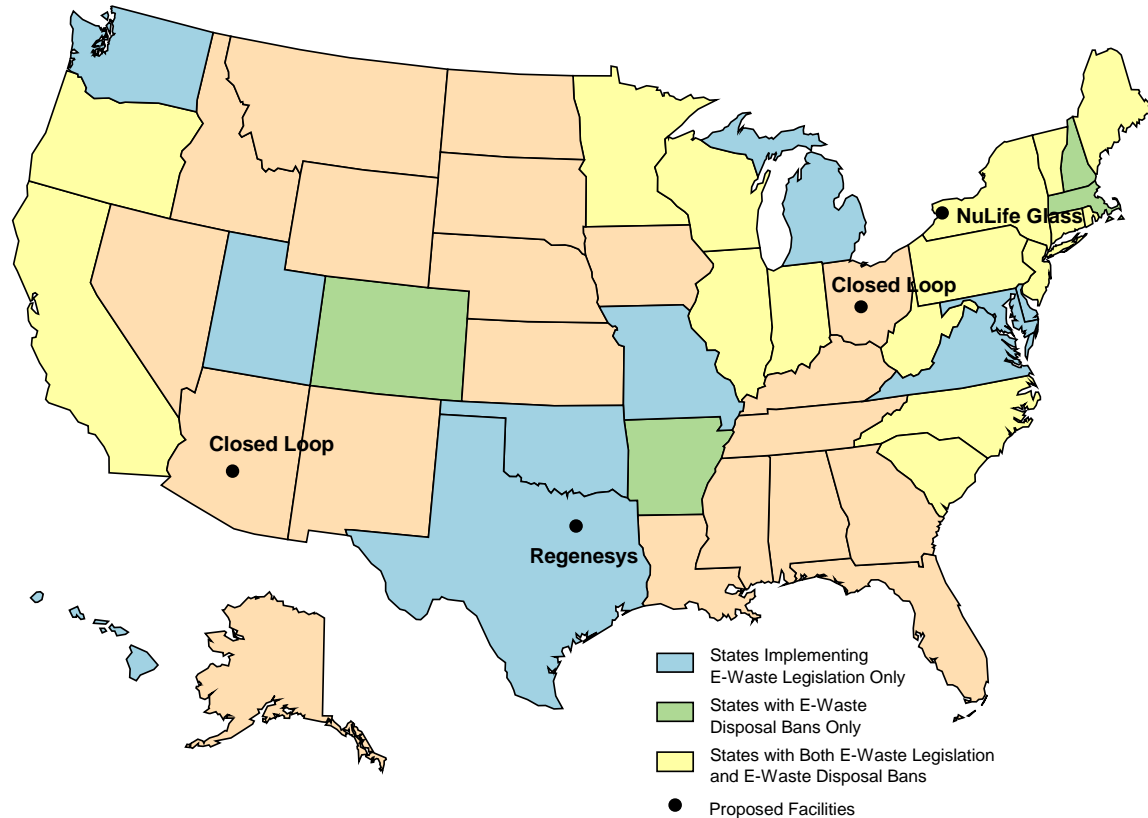 NuLife Glass
Closed Loop
Closed Loop
Regenesys
States Implementing
E-Waste Legislation Only
States with E-Waste
Disposal Bans Only
States with Both E-Waste Legislation
and E-Waste Disposal Bans
Proposed Facilities